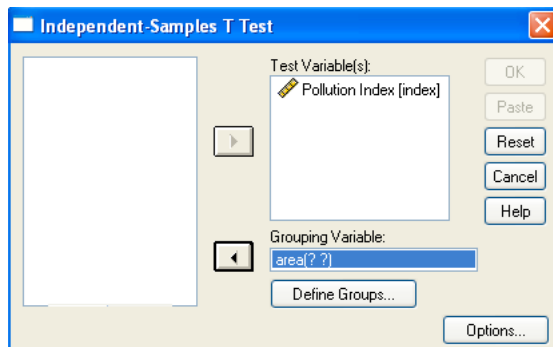 Independent-Samples T Test
Test Variable(s):
Pollution Index [index]
OK
Paste
Reset
Cancel
Help
Grouping Variable:
area(? ?)
Define Groups...
Options...